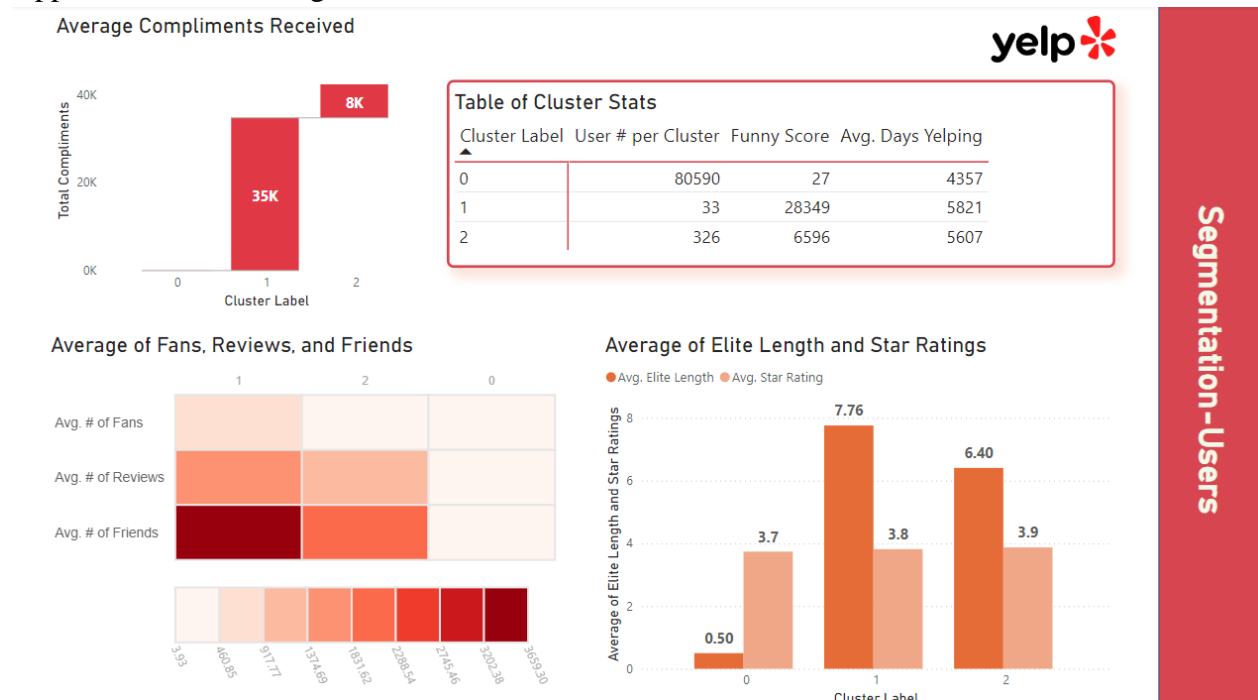 Average Compliments Received
yelp
40K
20K
0K
Total Compliments
8K
35K
0 1 2
Cluster Label
Table of Cluster Stats
Cluster Label User # per Cluster Funny Score Avg. Days Yelping
0 80590 27 4357
1 33 28349 5821
2 326 6596 5607
Segmentation-Users
Average of Fans, Reviews, and Friends
1 2 0
Avg. # of Fans
Avg. # of Reviews
Avg. # of Friends
3.93 460.85 917.77 1374.69 1831.62 2288.54 2745.46 3202.38 3659.30
Average of Elite Length and Star Ratings
Avg. Elite Length Avg. Star Rating
Average of Elite Length and Star Ratings
8
6
4
2
0
0.50 3.7 7.76 3.8 6.40 3.9
0 1 2
Cluster Label